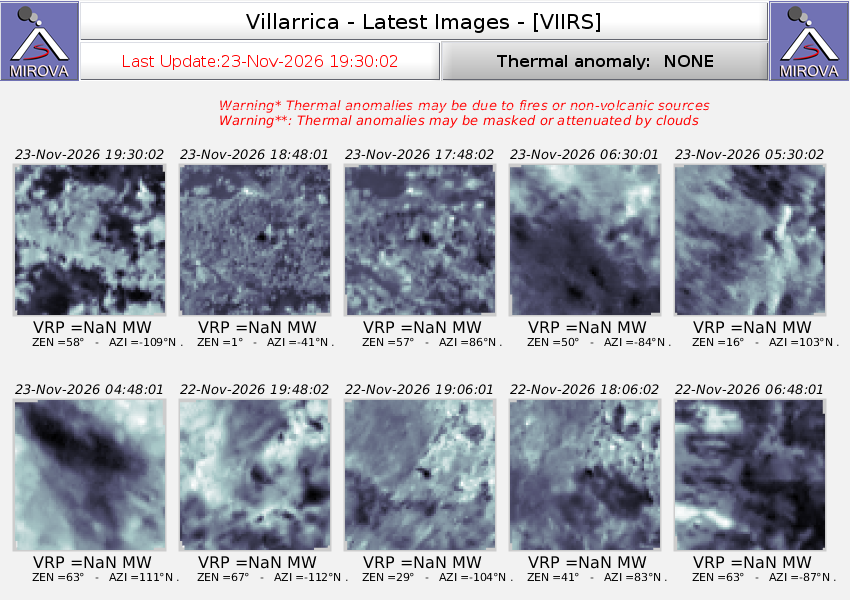 Villarrica - Latest Images - [VIIRS]
Last Update:23-Nov-2026 19:30:02
Thermal anomaly: NONE
MIROVA
MIROVA
Warning* Thermal anomalies may be due to fires or non-volcanic sources
Warning**: Thermal anomalies may be masked or attenuated by clouds
23-Nov-2026 19:30:02
23-Nov-2026 18:48:01
23-Nov-2026 17:48:02
23-Nov-2026 06:30:01
23-Nov-2026 05:30:02
VRP =NaN MW
VRP =NaN MW
VRP =NaN MW
VRP =NaN MW
VRP =NaN MW
ZEN =58° - AZI =-109°N .
ZEN =1° - AZI =-41°N .
ZEN =57° - AZI =86°N .
ZEN =50° - AZI =-84°N .
ZEN =16° - AZI =103°N .
23-Nov-2026 04:48:01
22-Nov-2026 19:48:02
22-Nov-2026 19:06:01
22-Nov-2026 18:06:02
22-Nov-2026 06:48:01
VRP =NaN MW
VRP =NaN MW
VRP =NaN MW
VRP =NaN MW
VRP =NaN MW
ZEN =63° - AZI =111°N .
ZEN =67° - AZI =-112°N .
ZEN =29° - AZI =-104°N .
ZEN =41° - AZI =83°N .
ZEN =63° - AZI =-87°N .